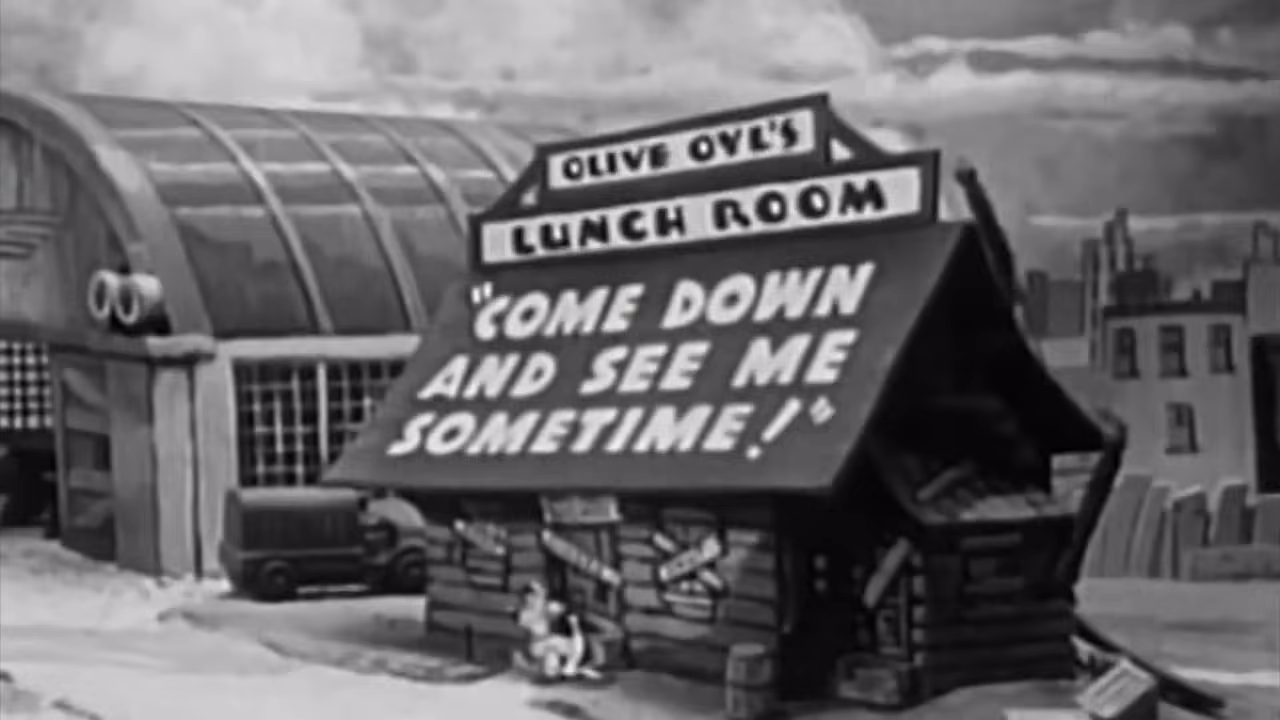 OLIVE OYL'S
LUNCH ROOM
"COME DOWN
AND SEE ME
SOMETIME!"